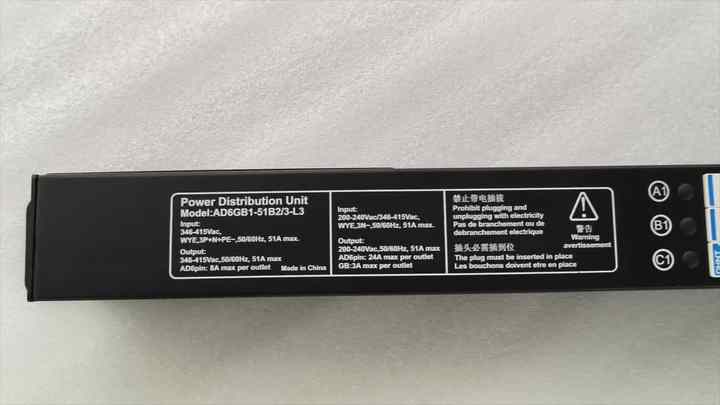 Power Distribution Unit
Model:AD6GB1-51B2/3-L3
Input:
346-415Vac,
WYE,3P+N+PE~,50/60Hz, 51A max.
Output:
346-415Vac,50/60Hz, 51A max
AD6pin: 8A max per outlet Made in China
Input:
200-240Vac/346-415Vac,
WYE,3N~,50/60Hz, 51A max.
Output:
200-240Vac,50/60Hz, 51A max
AD6pin: 24A max per outlet
GB:3A max per outlet
禁止带电插拔
Prohibit plugging and
unplugging with electricity
Pas de branchement ou de
debranchement electrique
插头必需插到位
The plug must be inserted in place
Les bouchons doivent etre en place
警告
Warning
avertissement
A1
B1
C1
CHNT